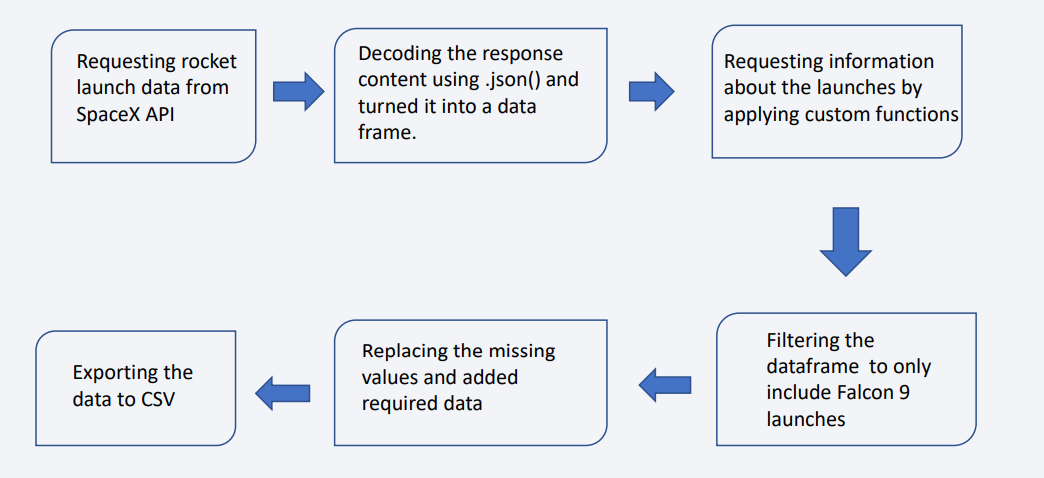 Requesting rocket
launch data from
SpaceX API
Decoding the response
content using .json() and
turned it into a data
frame.
Requesting information
about the launches by
applying custom functions
Filtering the
dataframe  to only
include Falcon 9
launches
Replacing the missing
values and added
required data
Exporting the
data to CSV